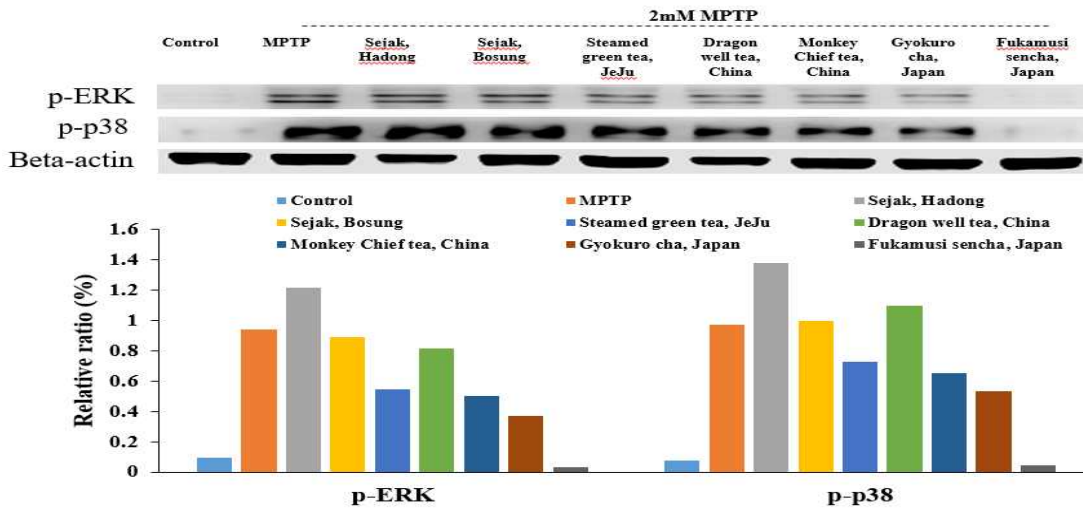 2mM MPTP
Control MPTP Sejak, Hadong Sejak, Bosung Steamed green tea, JeJu Dragon well tea, China Monkey Chief tea, China Gyokuro cha, Japan Fukamusi sencha, Japan
p-ERK
p-p38
Beta-actin
Control MPTP Sejak, Hadong
Sejak, Bosung Steamed green tea, JeJu Dragon well tea, China
Monkey Chief tea, China Gyokuro cha, Japan Fukamusi sencha, Japan
Relative ratio (%)
1.6
1.4
1.2
1
0.8
0.6
0.4
0.2
0
p-ERK p-p38